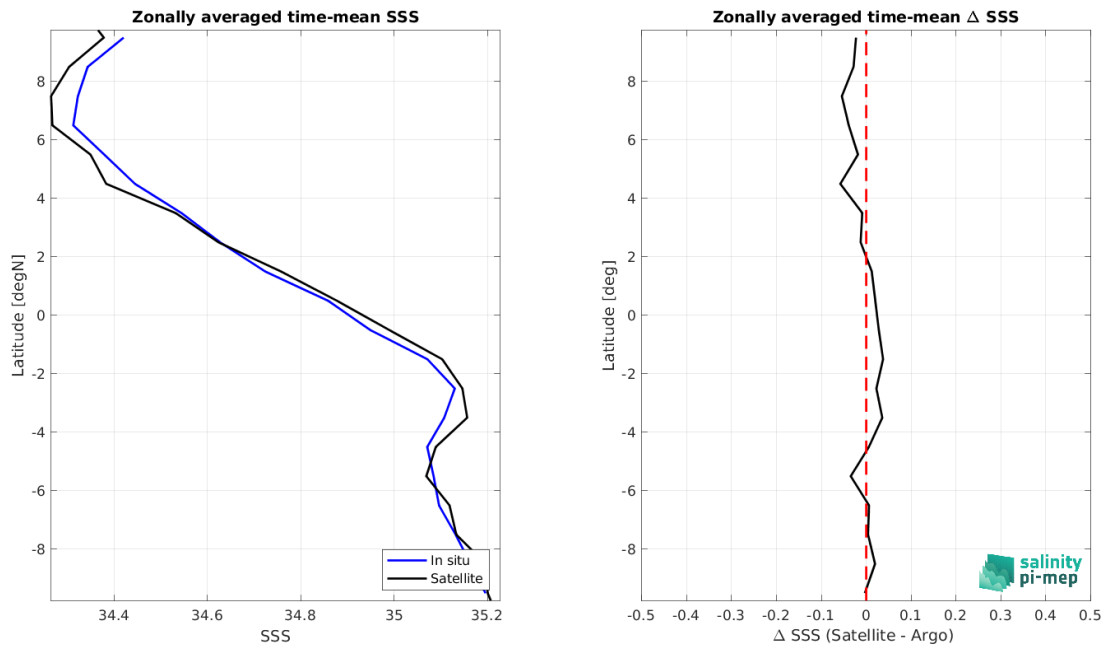 Zonally averaged time-mean SSS
8
6
4
2
0
-2
-4
-6
-8
Latitude [degN]
34.4 34.6 34.8 35 35.2
SSS
In situ
Satellite
Zonally averaged time-mean Δ SSS
8
6
4
2
0
-2
-4
-6
-8
Latitude [deg]
-0.5 -0.4 -0.3 -0.2 -0.1 0 0.1 0.2 0.3 0.4 0.5
Δ SSS (Satellite - Argo)
salinity
pi-mep